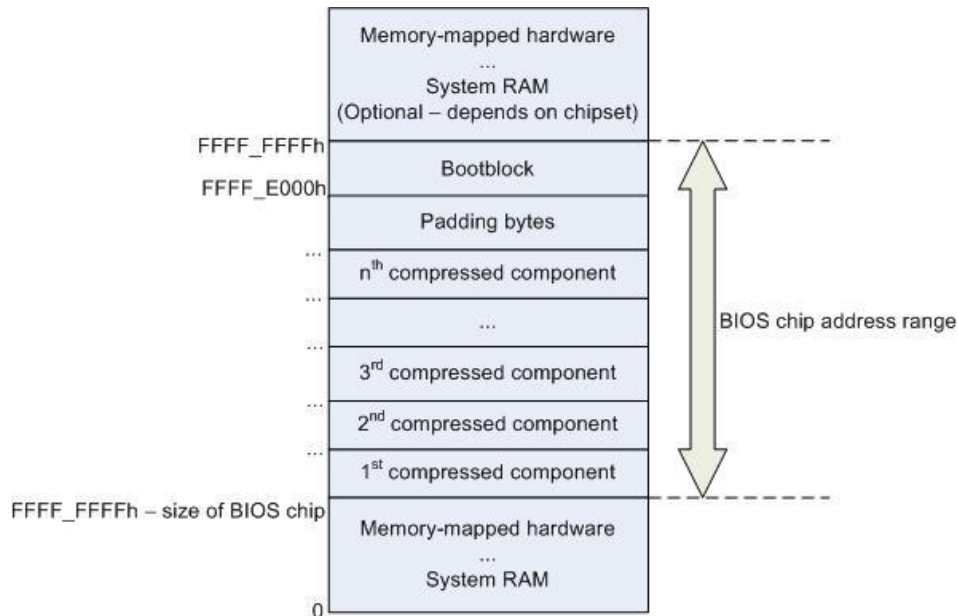 Memory-mapped hardware
...
System RAM
(Optional – depends on chipset)
FFFF_FFFFh
Bootblock
FFFF_E000h
Padding bytes
...
nth compressed component
...
...
...
3rd compressed component
...
2nd compressed component
...
1st compressed component
BIOS chip address range
FFFF_FFFFh – size of BIOS chip
Memory-mapped hardware
...
System RAM
0